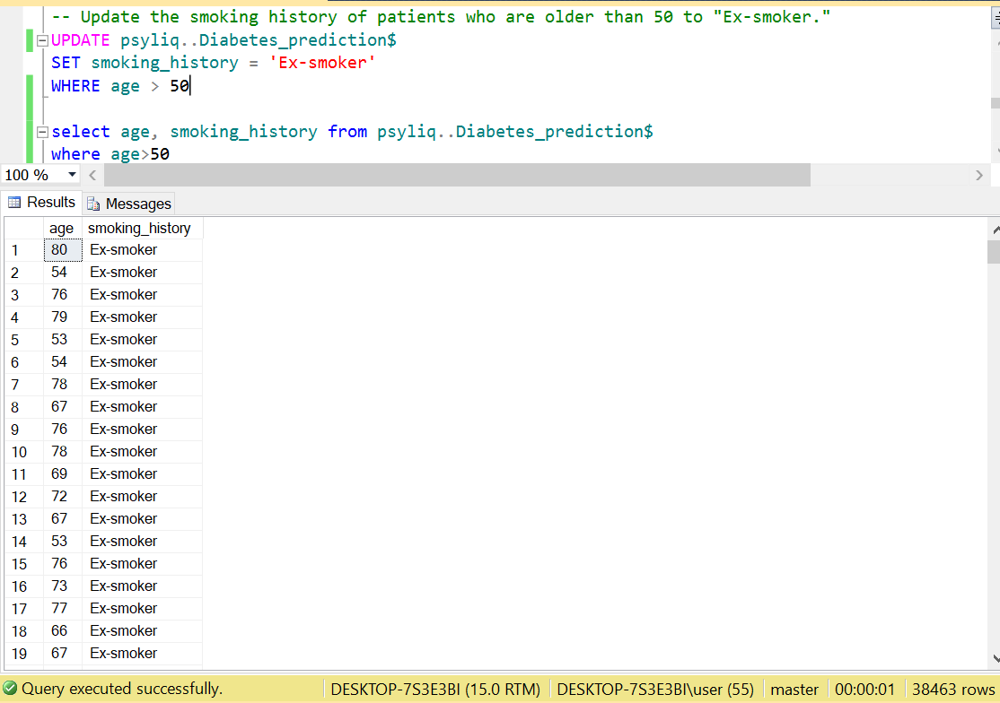 -- Update the smoking history of patients who are older than 50 to "Ex-smoker."
UPDATE psyliq..Diabetes_prediction$
SET smoking_history = 'Ex-smoker'
WHERE age > 50
select age, smoking_history from psyliq..Diabetes_prediction$
where age>50
100 %
Results Messages
age smoking_history
1 80 Ex-smoker
2 54 Ex-smoker
3 76 Ex-smoker
4 79 Ex-smoker
5 53 Ex-smoker
6 54 Ex-smoker
7 78 Ex-smoker
8 67 Ex-smoker
9 76 Ex-smoker
10 78 Ex-smoker
11 69 Ex-smoker
12 72 Ex-smoker
13 67 Ex-smoker
14 53 Ex-smoker
15 76 Ex-smoker
16 73 Ex-smoker
17 77 Ex-smoker
18 66 Ex-smoker
19 67 Ex-smoker
Query executed successfully. DESKTOP-7S3E3BI (15.0 RTM) DESKTOP-7S3E3BI\user (55) master 00:00:01 38463 rows